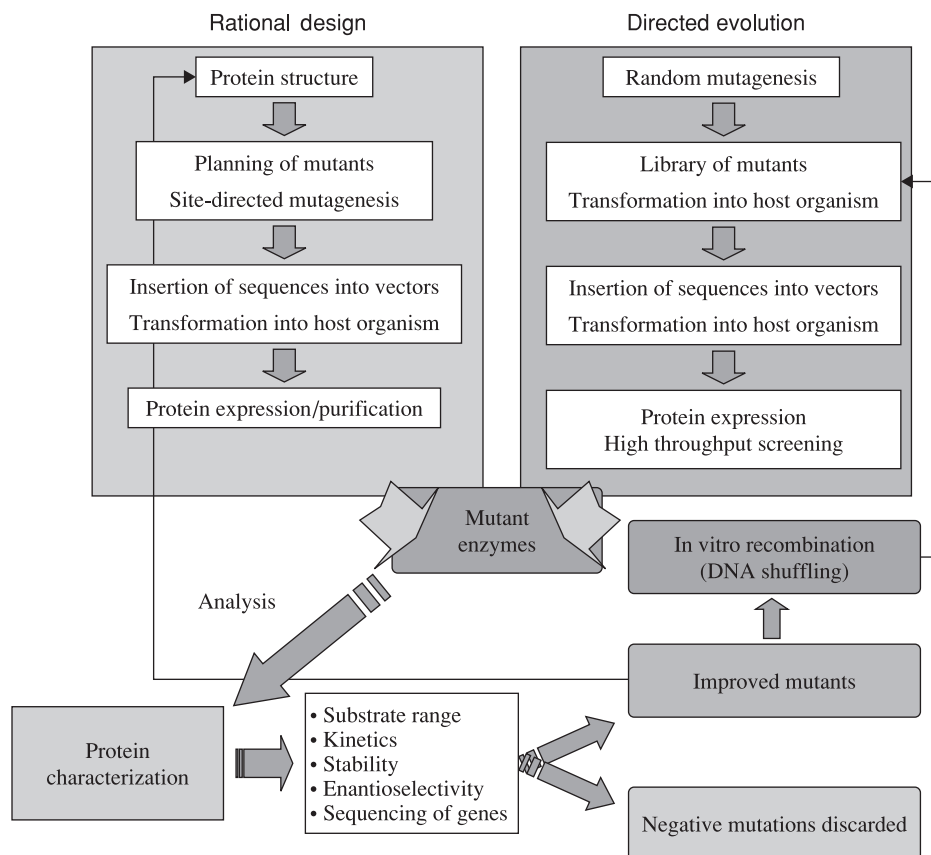 Rational design
Protein structure
Planning of mutants
Site-directed mutagenesis
Insertion of sequences into vectors
Transformation into host organism
Protein expression/purification
Directed evolution
Random mutagenesis
Library of mutants
Transformation into host organism
Insertion of sequences into vectors
Transformation into host organism
Protein expression
High throughput screening
Mutant
enzymes
In vitro recombination
(DNA shuffling)
Analysis
Improved mutants
Protein
characterization
• Substrate range
• Kinetics
• Stability
• Enantioselectivity
• Sequencing of genes
Negative mutations discarded